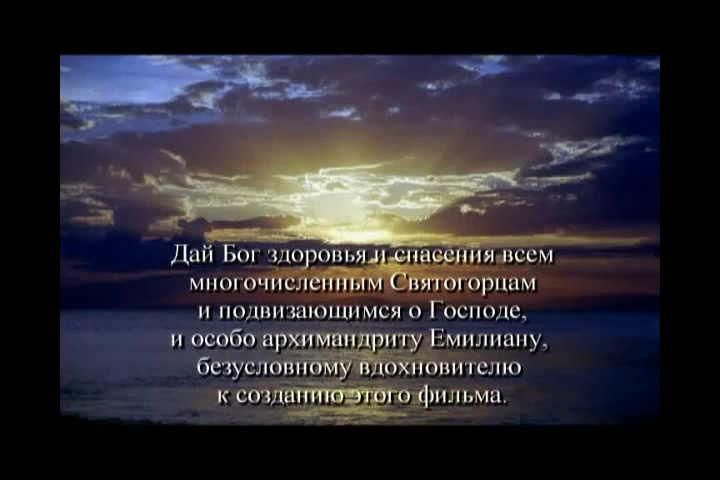 Дай Бог здоровья и спасения всем
многочисленным Святогорцам
и подвизающимся о Господе,
и особо архимандриту Емилиану,
безусловному вдохновителю
к созданию этого фильма.